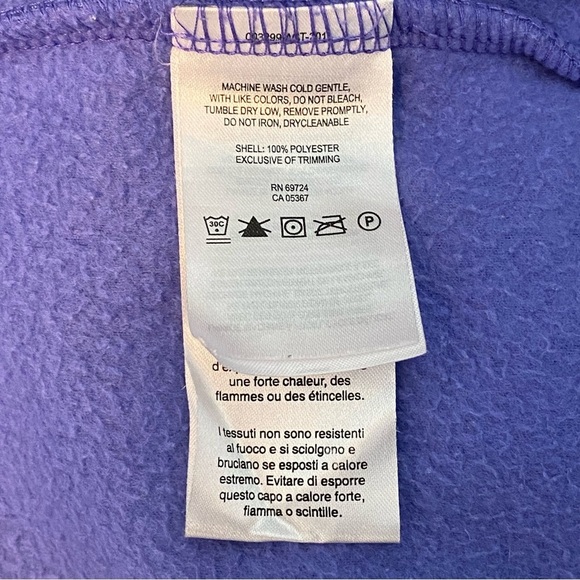 MACHINE WASH COLD GENTLE,
WITH LIKE COLORS, DO NOT BLEACH,
TUMBLE DRY LOW, REMOVE PROMPTLY,
DO NOT IRON, DRYCLEANABLE
SHELL: 100% POLYESTER
EXCLUSIVE OF TRIMMING
RN 69724
CA 05367
30C
P
une forte chaleur, des
flammes ou des étincelles.
I tessuti non sono resistenti
al fuoco e si sciolgono e
bruciano se esposti a calore
estremo. Evitare di esporre
questo capo a calore forte,
fiamma o scintille.